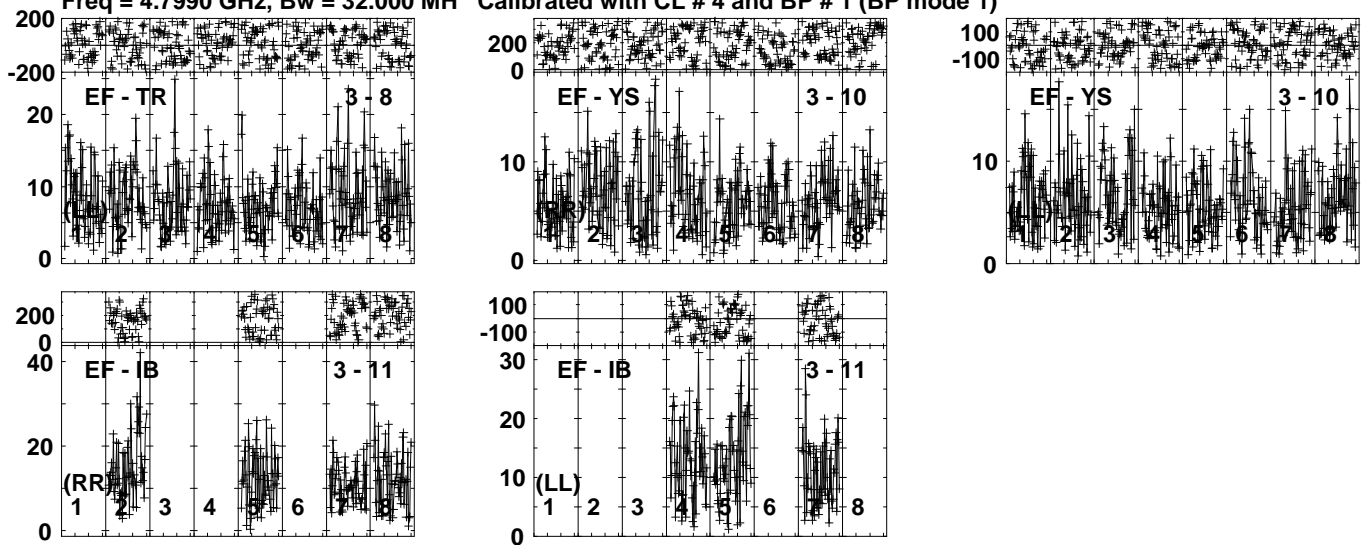 Freq = 4.7990 GHz, Bw = 32.000 MH Calibrated with CL # 4 and BP # 1 (BP mode 1)
200
-200
EF - TR 3 - 8
20
10
0
(LL)
1 2 3 4 5 6 7 8
200
0
EF - YS 3 - 10
10
0
(RR)
1 2 3 4 5 6 7 8
100
-100
EF - YS 3 - 10
10
0
(LL)
1 2 3 4 5 6 7 8
200
0
40
EF - IB 3 - 11
20
0
(RR)
1 2 3 4 5 6 7 8
100
-100
30
EF - IB 3 - 11
20
10
0
(LL)
1 2 3 4 5 6 7 8